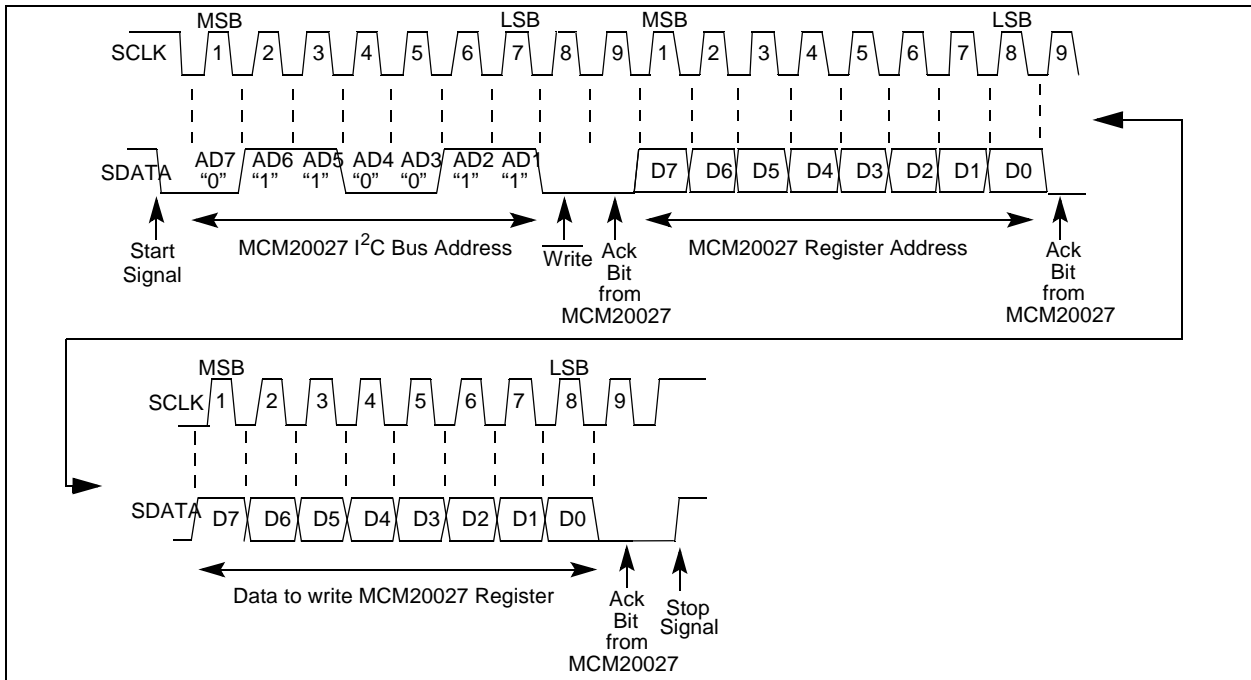 MSB LSB MSB LSB
SCLK 1 2 3 4 5 6 7 8 9 1 2 3 4 5 6 7 8 9
AD7 AD6 AD5 AD4 AD3 AD2 AD1
SDATA “0” “1” “1” “0” “0” “1” “1” D7 D6 D5 D4 D3 D2 D1 D0
Start Signal
MCM20027 I2C Bus Address
Write
Ack
Bit
from
MCM20027
MCM20027 Register Address
Ack
Bit
from
MCM20027
MSB LSB
SCLK 1 2 3 4 5 6 7 8 9
SDATA D7 D6 D5 D4 D3 D2 D1 D0
Data to write MCM20027 Register
Ack
Bit
from
MCM20027
Stop
Signal